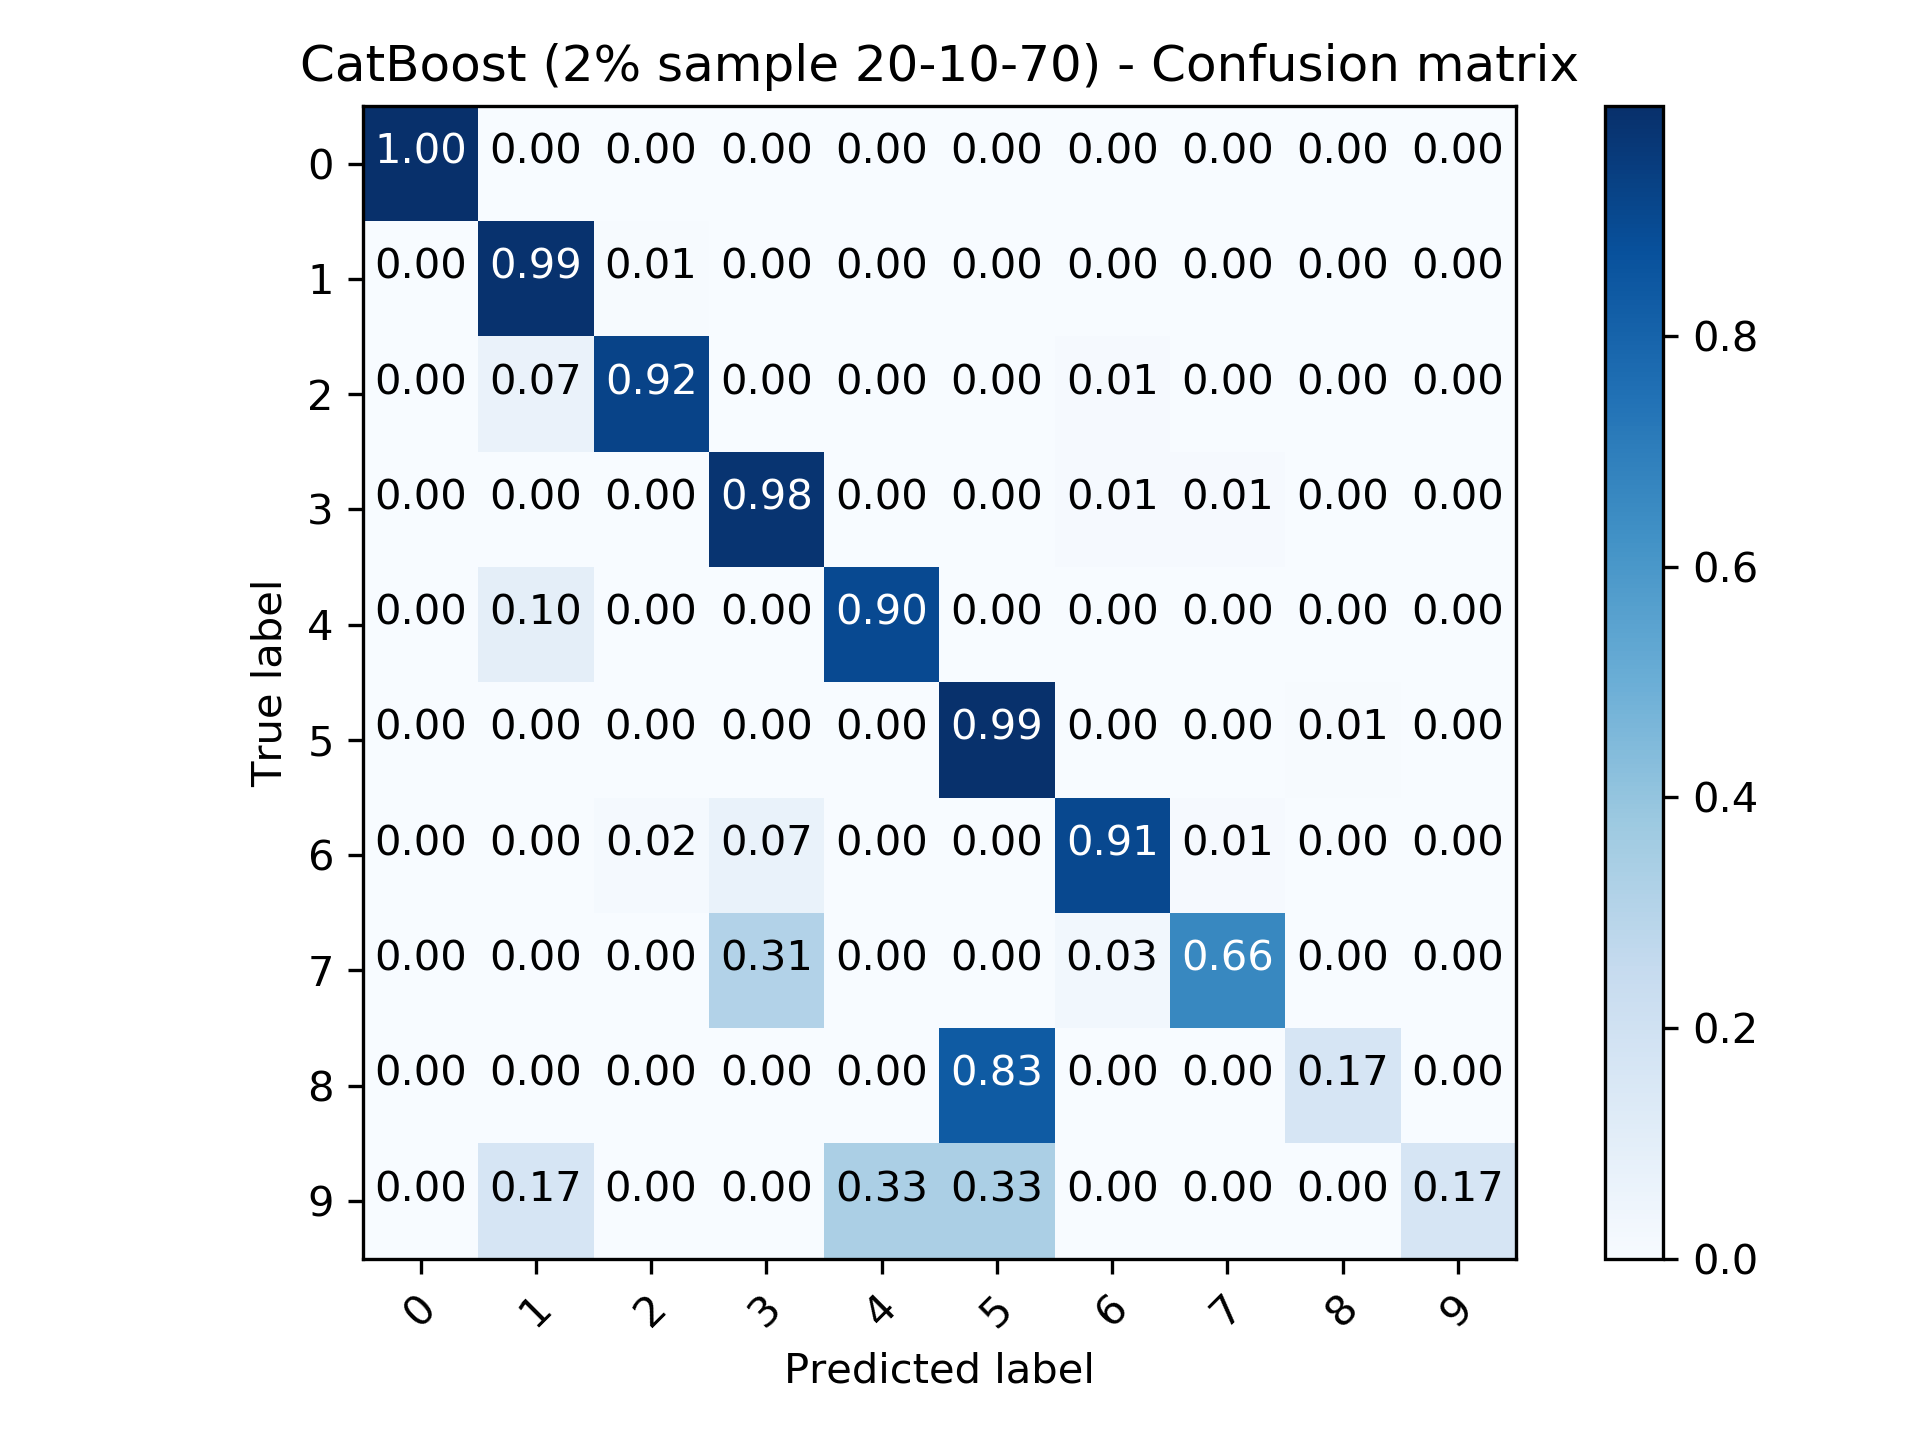 CatBoost (2% sample 20-10-70) - Confusion matrix
0 1.00 0.00 0.00 0.00 0.00 0.00 0.00 0.00 0.00 0.00
1 0.00 0.99 0.01 0.00 0.00 0.00 0.00 0.00 0.00 0.00
2 0.00 0.07 0.92 0.00 0.00 0.00 0.01 0.00 0.00 0.00
3 0.00 0.00 0.00 0.98 0.00 0.00 0.01 0.01 0.00 0.00
4 0.00 0.10 0.00 0.00 0.90 0.00 0.00 0.00 0.00 0.00
5 0.00 0.00 0.00 0.00 0.00 0.99 0.00 0.00 0.01 0.00
6 0.00 0.00 0.02 0.07 0.00 0.00 0.91 0.01 0.00 0.00
7 0.00 0.00 0.00 0.31 0.00 0.00 0.03 0.66 0.00 0.00
8 0.00 0.00 0.00 0.00 0.00 0.83 0.00 0.00 0.17 0.00
9 0.00 0.17 0.00 0.00 0.33 0.33 0.00 0.00 0.00 0.17
0 1 2 3 4 5 6 7 8 9
Predicted label
True label
0.8
0.6
0.4
0.2
0.0